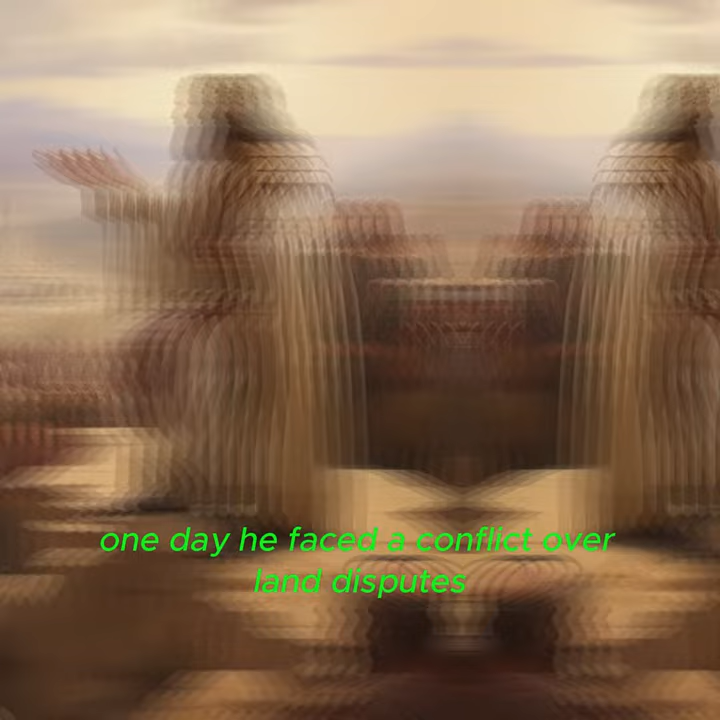 one day he faced a conflict over
land disputes